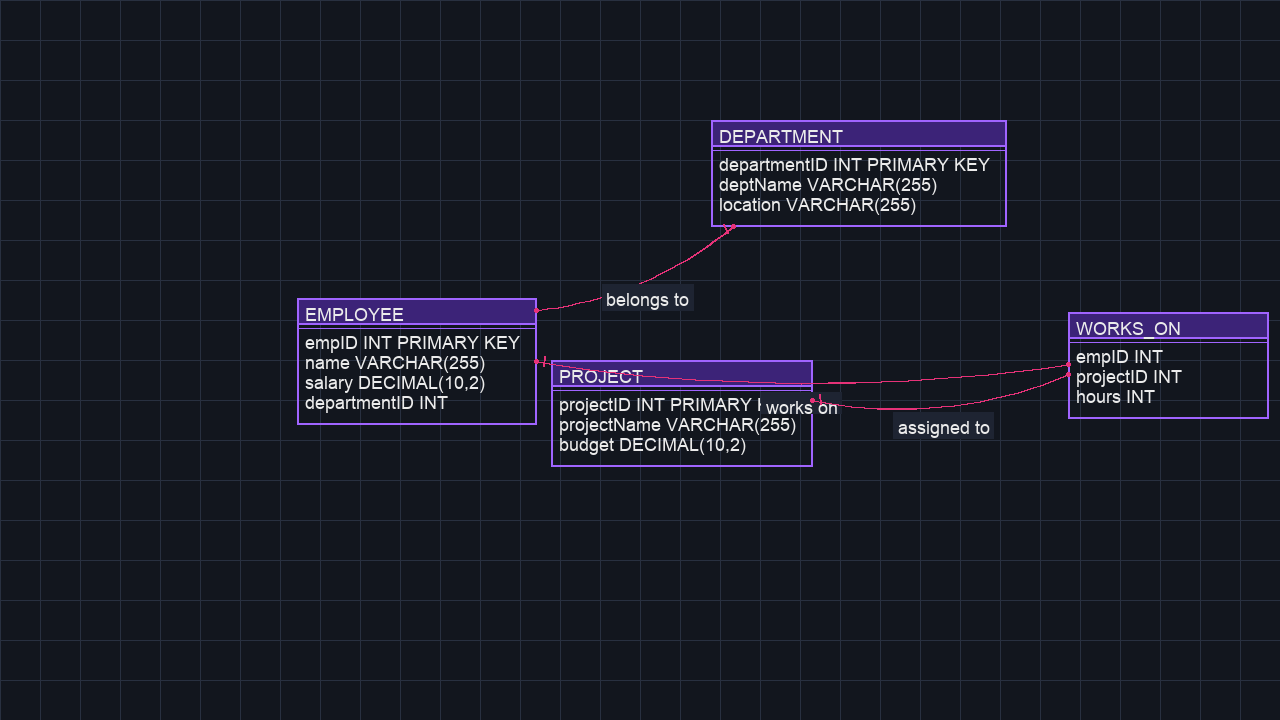 DEPARTMENT
departmentID INT PRIMARY KEY
deptName VARCHAR(255)
location VARCHAR(255)
belongs to
EMPLOYEE
empID INT PRIMARY KEY
name VARCHAR(255)
salary DECIMAL(10,2)
departmentID INT
PROJECT
projectID INT PRIMARY
projectName VARCHAR(255)
budget DECIMAL(10,2)
works on
assigned to
WORKS_ON
empID INT
projectID INT
hours INT